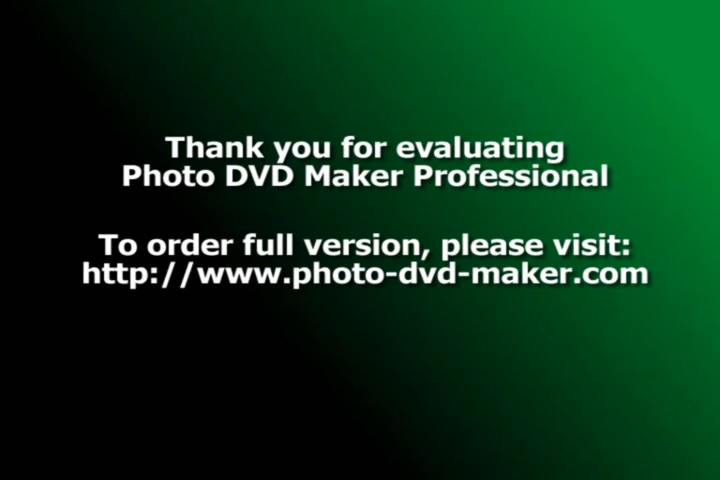 Thank you for evaluating
Photo DVD Maker Professional
To order full version, please visit:
http://www.photo-dvd-maker.com